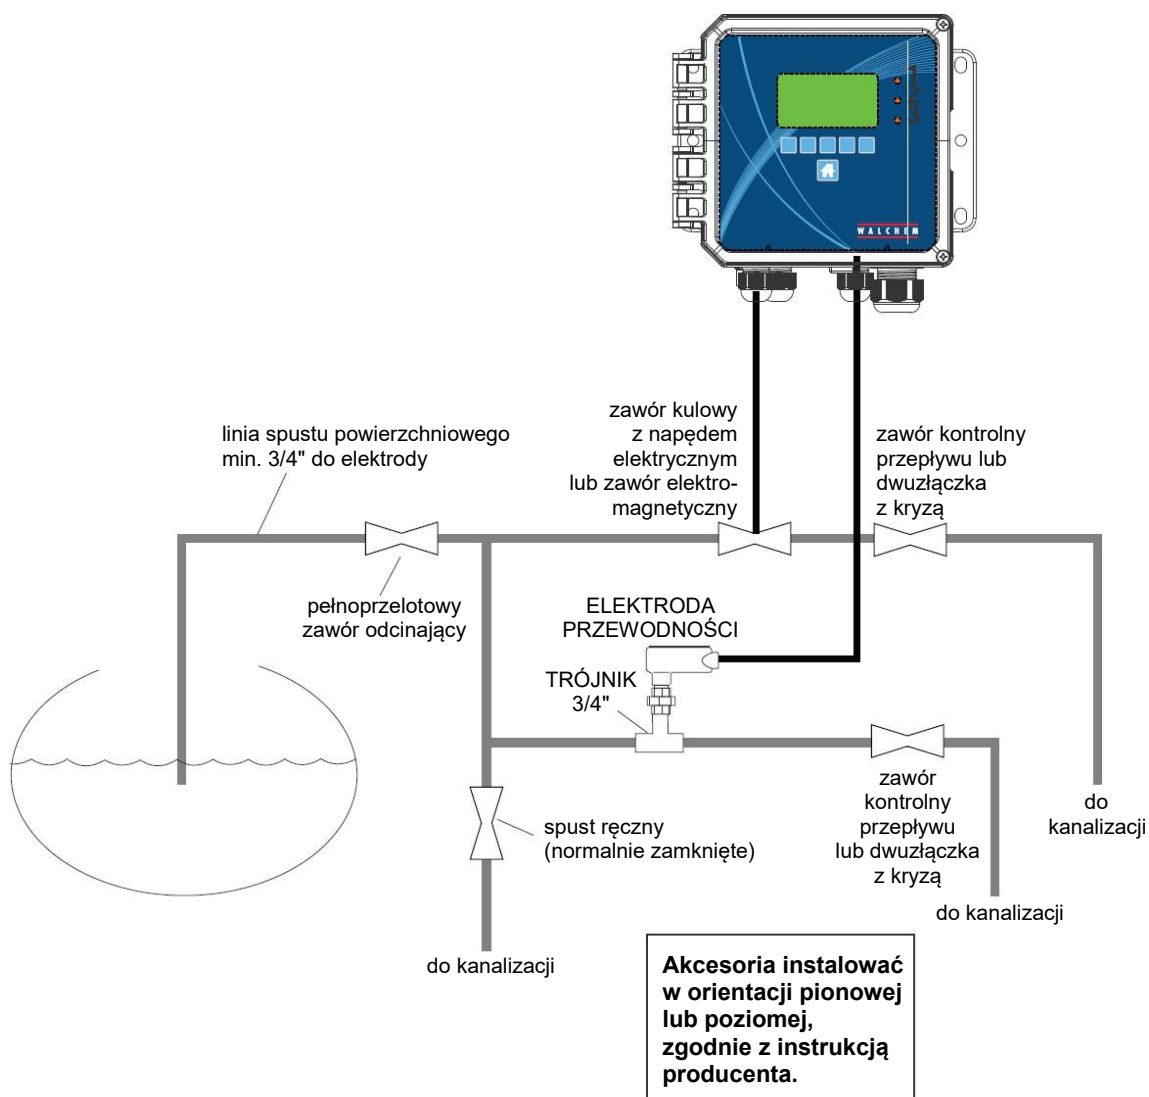 1
2
3
WALCHEM
linia spustu powierzchniowego
min. 3/4" do elektrody
zawór kulowy
z napędem
elektrycznym
lub zawór elektro-
magnetyczny
zawór kontrolny
przepływu lub
dwuzłączka
z kryzą
pełnoprzelotowy
zawór odcinający
ELEKTRODA
PRZEWODNOŚCI
TRÓJNIK
3/4"
spust ręczny
(normalnie zamknięte)
zawór
kontrolny
przepływu
lub dwuzłączka
z kryzą
do
kanalizacji
do kanalizacji
do kanalizacji
Akcesoria instalować
w orientacji pionowej
lub poziomej,
zgodnie z instrukcją
producenta.